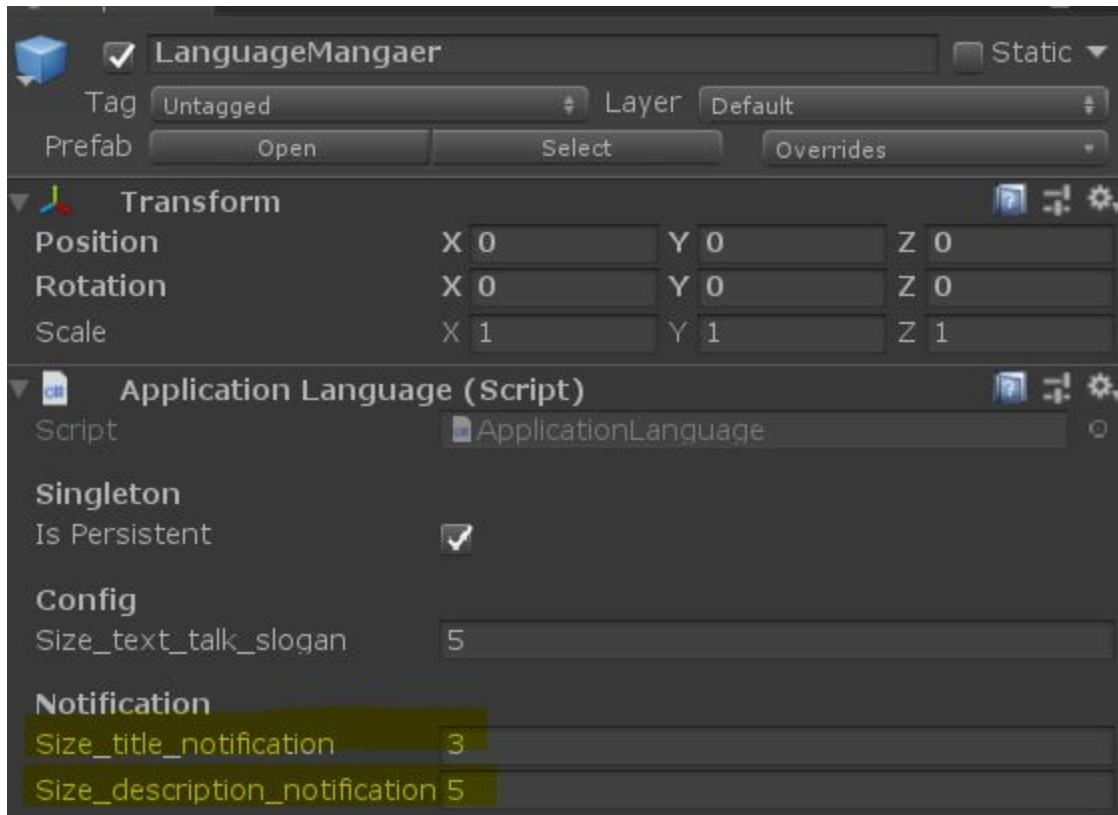 LanguageMangaer Static
Tag Untagged Layer Default
Prefab Open Select Overrides
Transform
Position X 0 Y 0 Z 0
Rotation X 0 Y 0 Z 0
Scale X 1 Y 1 Z 1
c# Application Language (Script)
Script ApplicationLanguage
Singleton
Is Persistent
Config
Size_text_talk_slogan 5
Notification
Size_title_notification 3
Size_description_notification 5